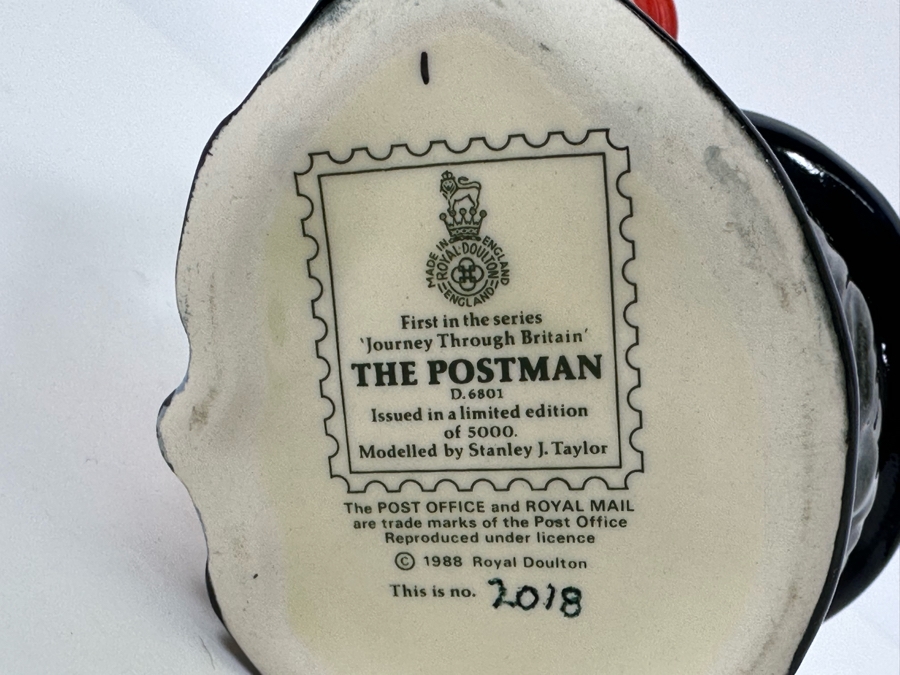 I
MADE IN ENGLAND
ROYAL·DOULTON
ENGLAND
First in the series
'Journey Through Britain'
THE POSTMAN
D.6801
Issued in a limited edition
of 5000.
Modelled by Stanley J. Taylor
The POST OFFICE and ROYAL MAIL
are trade marks of the Post Office
Reproduced under licence
© 1988 Royal Doulton
This is no. 2018